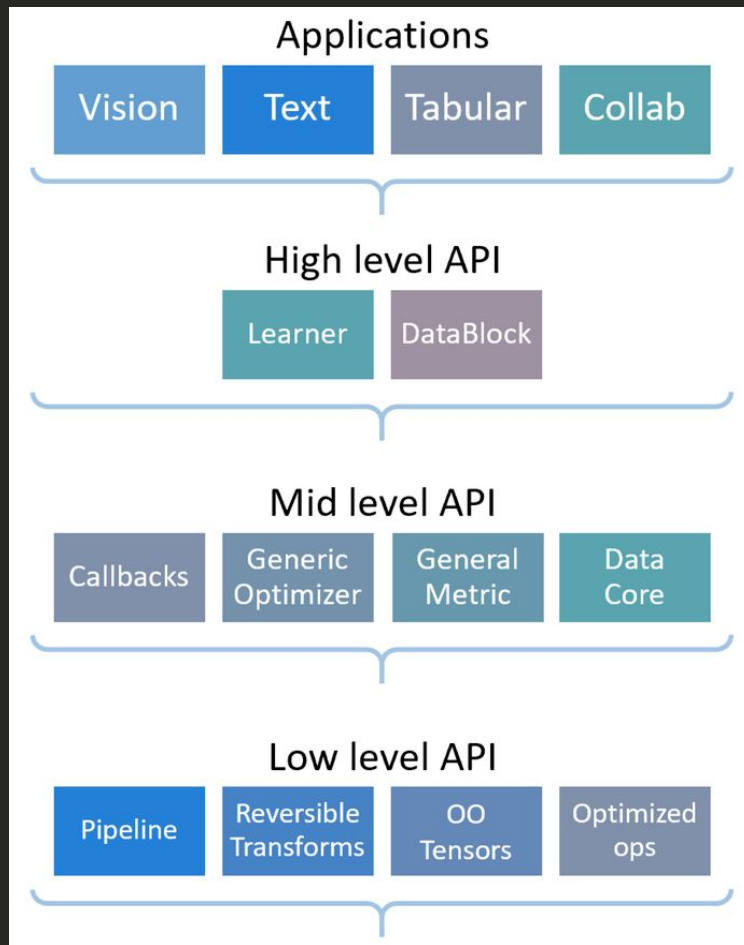 Applications
Vision
Text
Tabular
Collab
High level API
Learner
DataBlock
Mid level API
Callbacks
Generic
Optimizer
General
Metric
Data
Core
Low level API
Pipeline
Reversible
Transforms
OO
Tensors
Optimized
ops